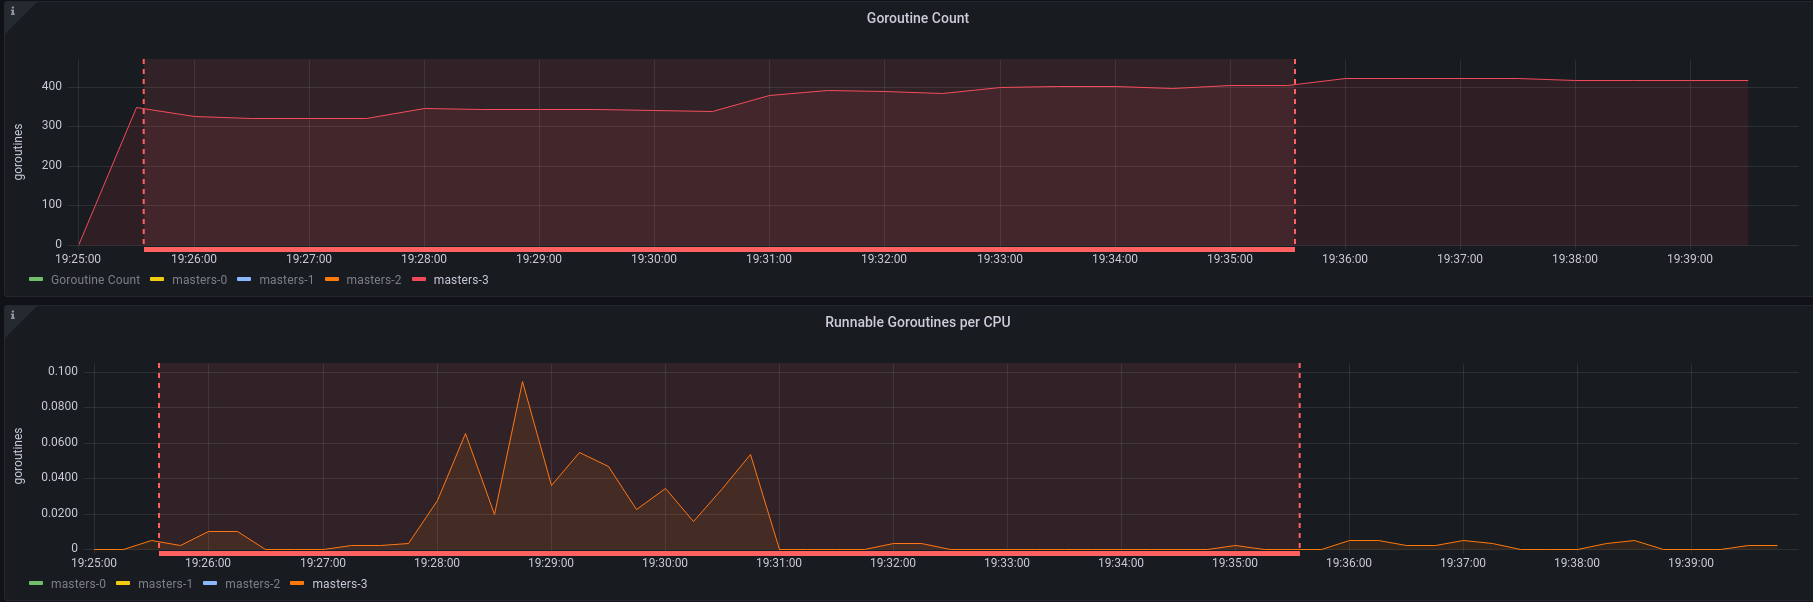 i
Goroutine Count
goroutines
400
300
200
100
0
19:25:00 19:26:00 19:27:00 19:28:00 19:29:00 19:30:00 19:31:00 19:32:00 19:33:00 19:34:00 19:35:00 19:36:00 19:37:00 19:38:00 19:39:00
Goroutine Count masters-0 masters-1 masters-2 masters-3
i
Runnable Goroutines per CPU
goroutines
0.100
0.0800
0.0600
0.0400
0.0200
0
19:25:00 19:26:00 19:27:00 19:28:00 19:29:00 19:30:00 19:31:00 19:32:00 19:33:00 19:34:00 19:35:00 19:36:00 19:37:00 19:38:00 19:39:00
masters-0 masters-1 masters-2 masters-3